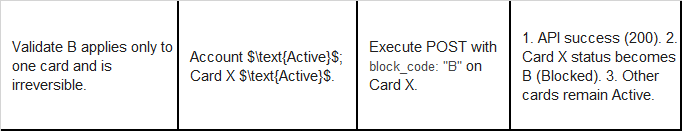 Validate B applies only to
one card and is
irreversible.
Account $\text{Active}$;
Card X $\text{Active}$.
Execute POST with
block_code: "B" on
Card X.
1. API success (200). 2.
Card X status becomes
B (Blocked). 3. Other
cards remain Active.